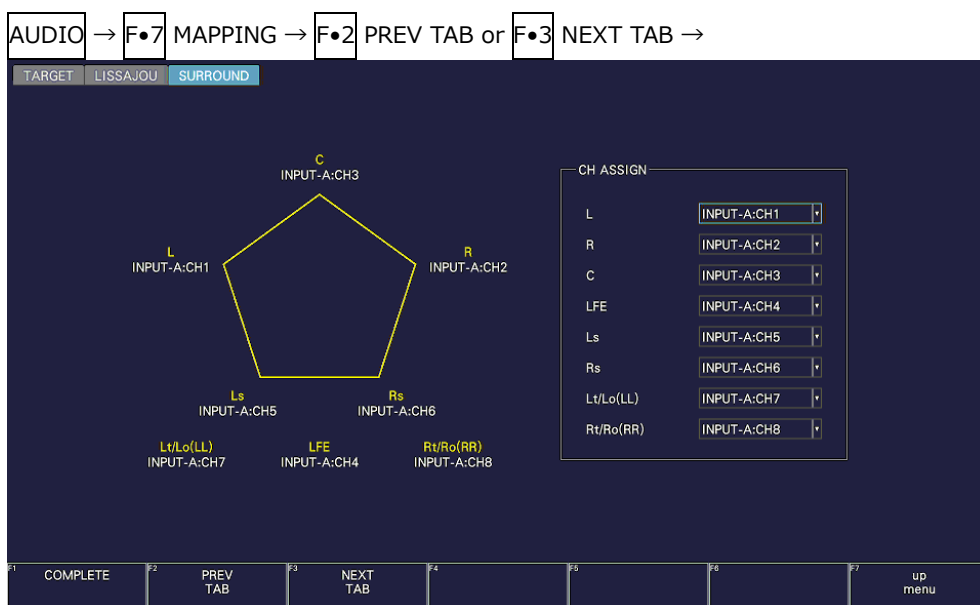 AUDIO → F•7 MAPPING → F•2 PREV TAB or F•3 NEXT TAB →
TARGET LISSAJOU SURROUND
C
INPUT-A:CH3
L
INPUT-A:CH1
R
INPUT-A:CH2
Ls
INPUT-A:CH5
Rs
INPUT-A:CH6
Lt/Lo(LL)
INPUT-A:CH7
LFE
INPUT-A:CH4
Rt/Ro(RR)
INPUT-A:CH8
CH ASSIGN
L INPUT-A:CH1
R INPUT-A:CH2
C INPUT-A:CH3
LFE INPUT-A:CH4
Ls INPUT-A:CH5
Rs INPUT-A:CH6
Lt/Lo(LL) INPUT-A:CH7
Rt/Ro(RR) INPUT-A:CH8
F1 COMPLETE
F2 PREV
TAB
F3 NEXT
TAB
F4
F5
F6
F7 up
menu